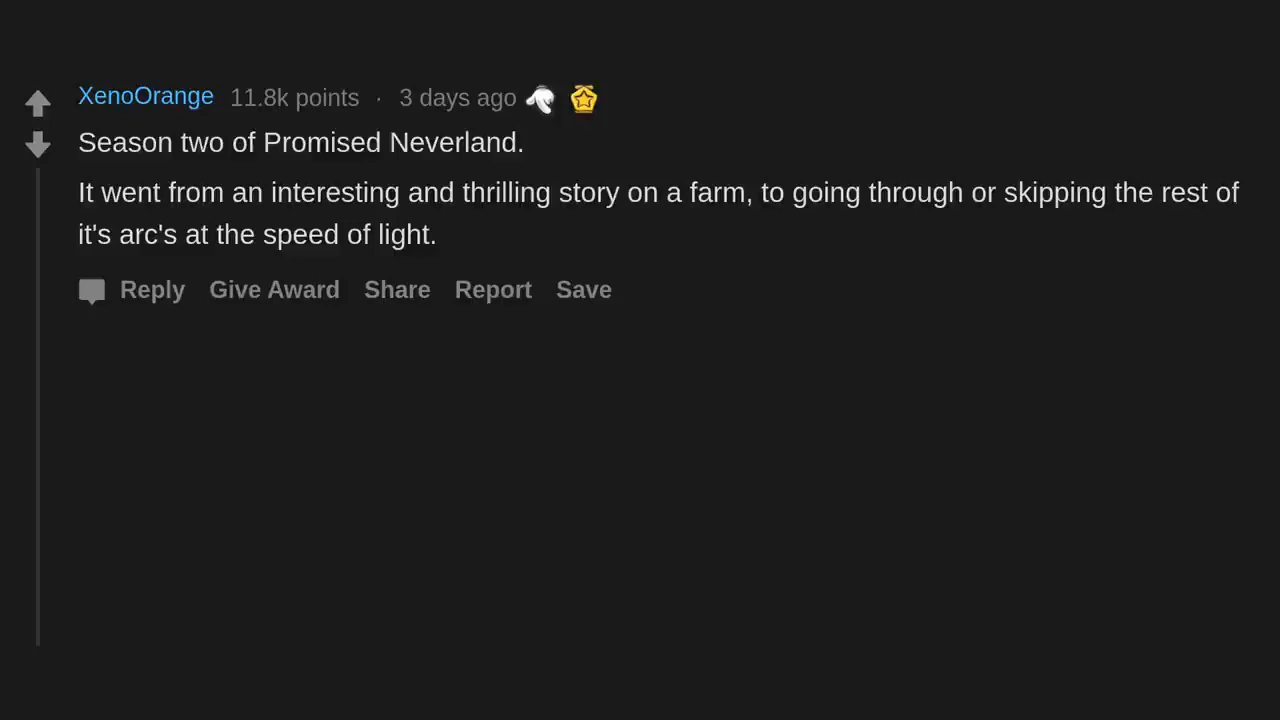 XenoOrange 11.8k points · 3 days ago
Season two of Promised Neverland.
It went from an interesting and thrilling story on a farm, to going through or skipping the rest of
it's arc's at the speed of light.
Reply Give Award Share Report Save